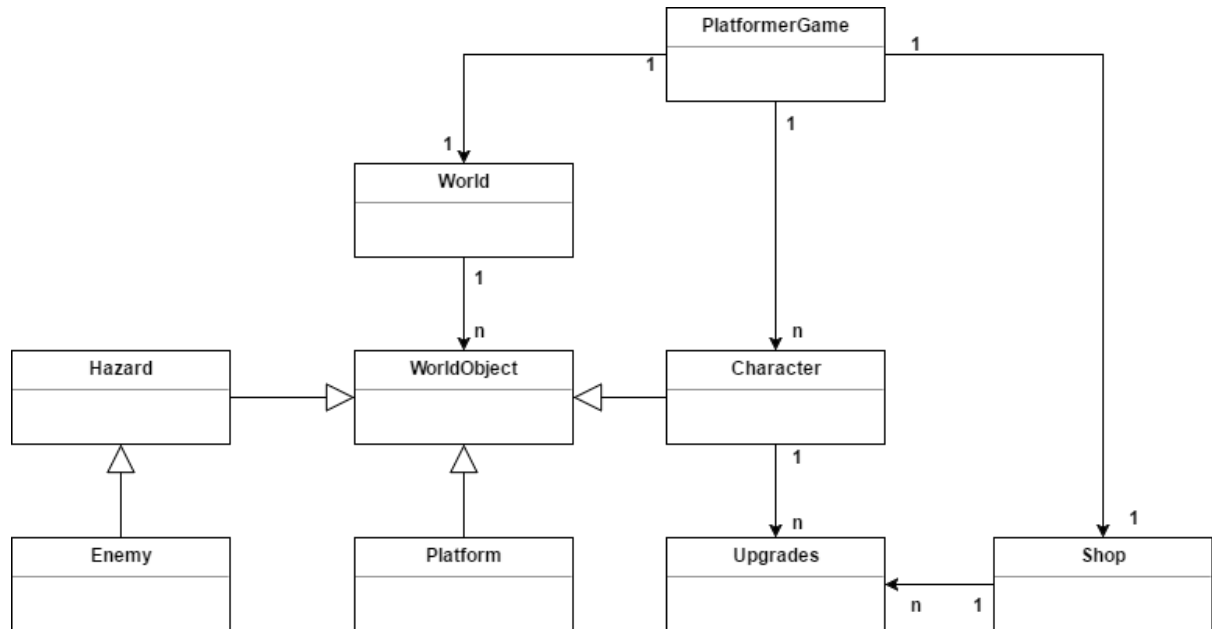 PlatformerGame
1
1
1
1
World
1
n
n
Hazard
WorldObject
Character
1
n
1
Enemy
Platform
Upgrades
Shop
n
1